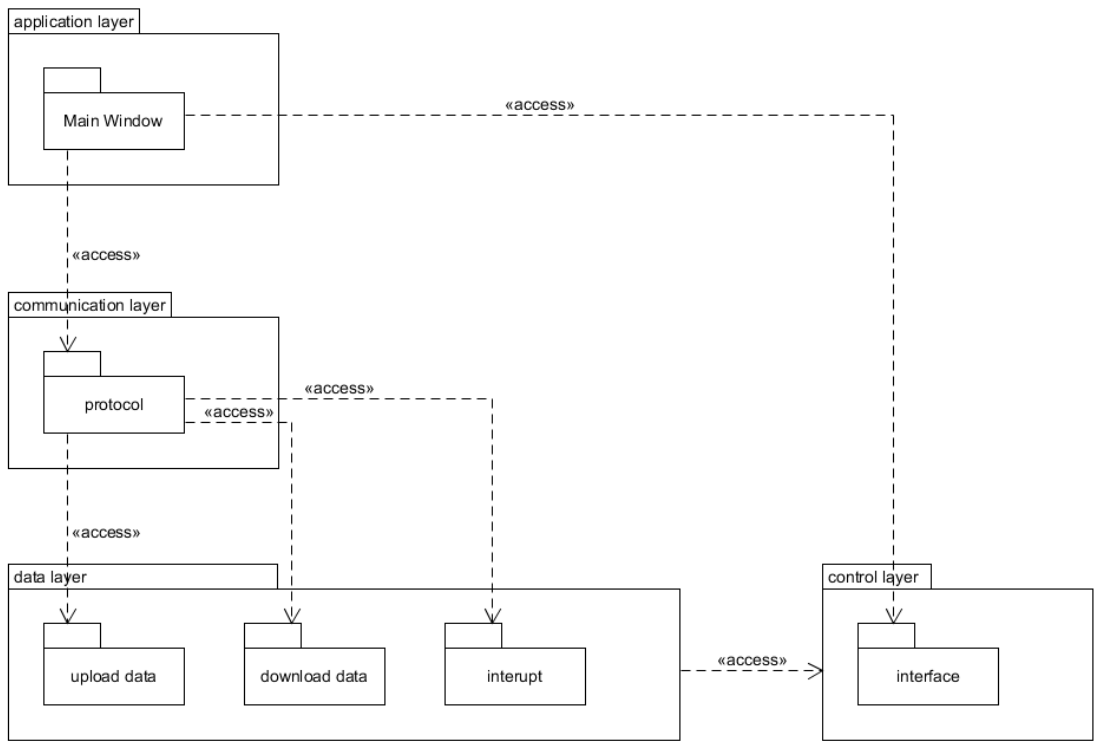 application layer
Main Window
«access»
«access»
communication layer
protocol
«access»
«access»
«access»
data layer
upload data
download data
interupt
«access»
control layer
interface